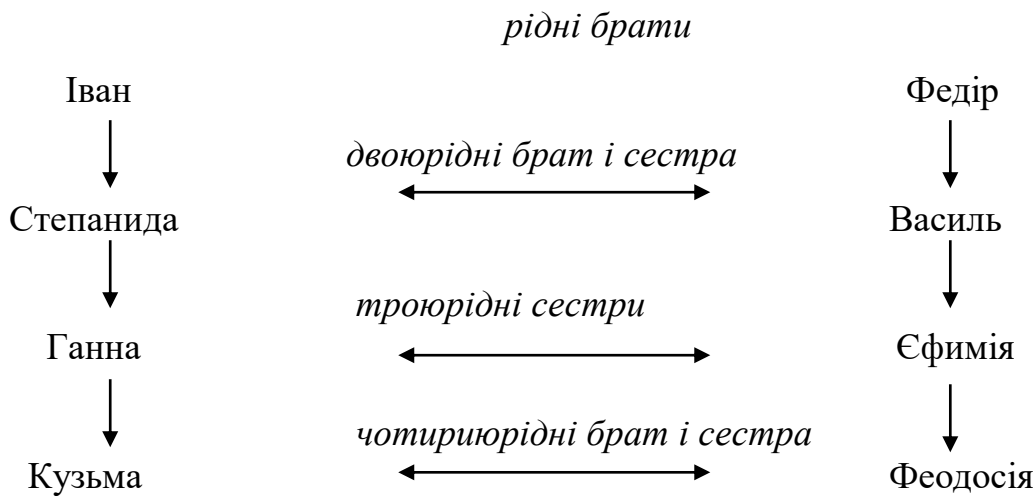 рідні брати
Іван Федір
двоюрідні брат і сестра
Степанида Василь
троюрідні сестри
Ганна Єфимія
чотириюрідні брат і сестра
Кузьма Феодосія